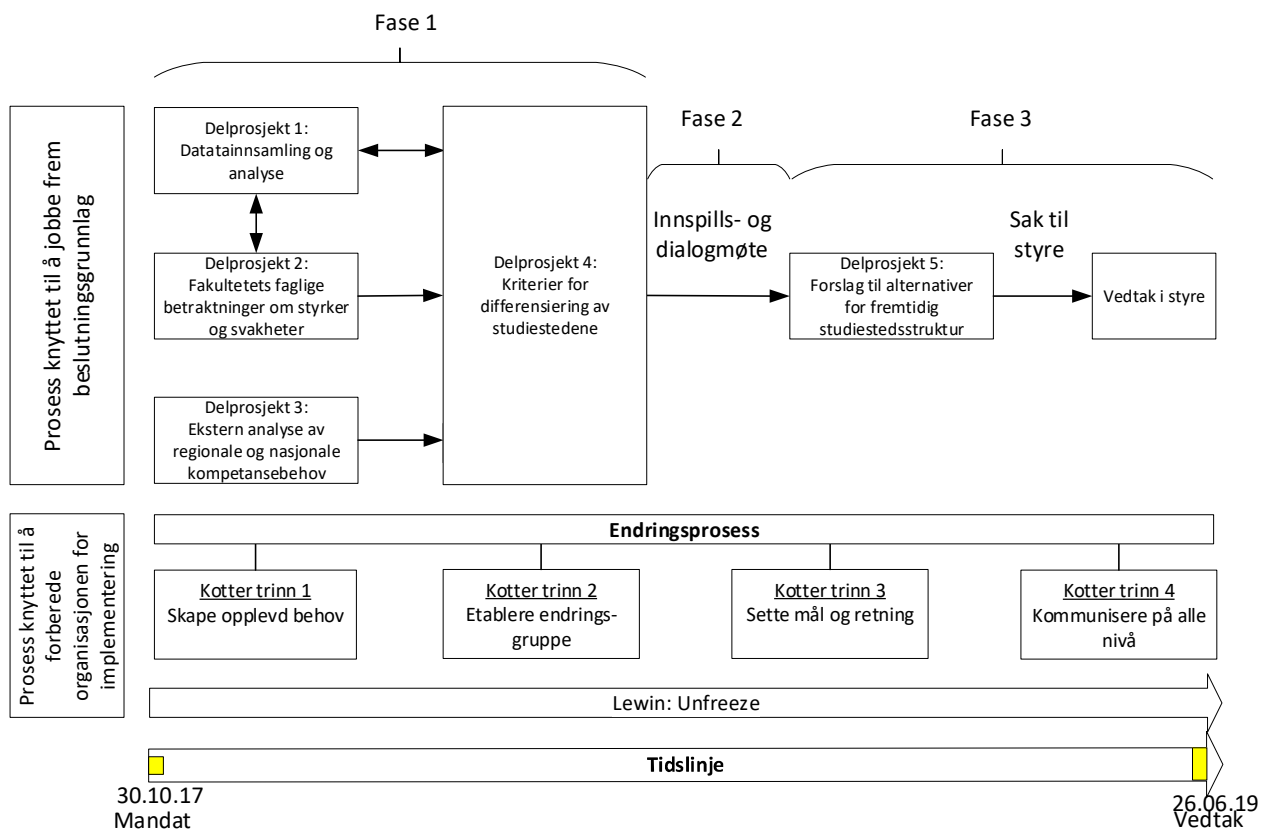 Fase 1
Prosess knyttet til å jobbe frem
beslutningsgrunnlag
Delprosjekt 1:
Datatainnsamling og
analyse
Delprosjekt 2:
Fakultetets faglige
betraktninger om styrker
og svakheter
Delprosjekt 3:
Ekstern analyse av
regionale og nasjonale
kompetansebehov
Delprosjekt 4:
Kriterier for
differensiering av
studiestedene
Fase 2
Innspills- og
dialogmøte
Fase 3
Delprosjekt 5:
Forslag til alternativer
for fremtidig
studiestedsstruktur
Sak til
styre
Vedtak i styre
Prosess knyttet til å
forberede
organisasjonen for
implementering
Endringsprosess
Kotter trinn 1
Skape opplevd behov
Kotter trinn 2
Etablere endrings-
gruppe
Kotter trinn 3
Sette mål og retning
Kotter trinn 4
Kommunisere på alle
nivå
Lewin: Unfreeze
Tidslinje
30.10.17
Mandat
26.06.19
Vedtak